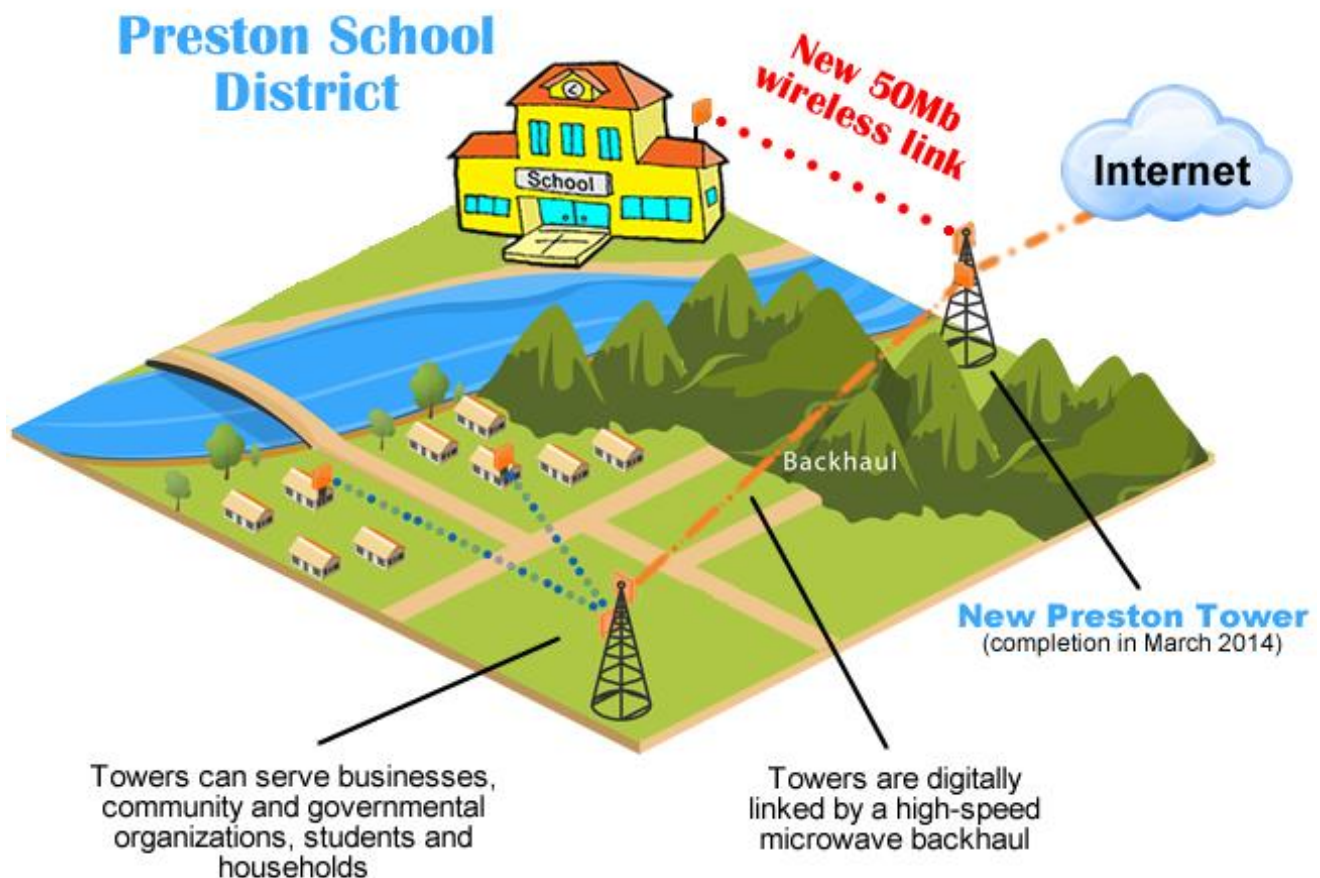 Preston School
District
New 50Mb
wireless link
Internet
School
Backhaul
New Preston Tower
(completion in March 2014)
Towers can serve businesses,
community and governmental
organizations, students and
households
Towers are digitally
linked by a high-speed
microwave backhaul